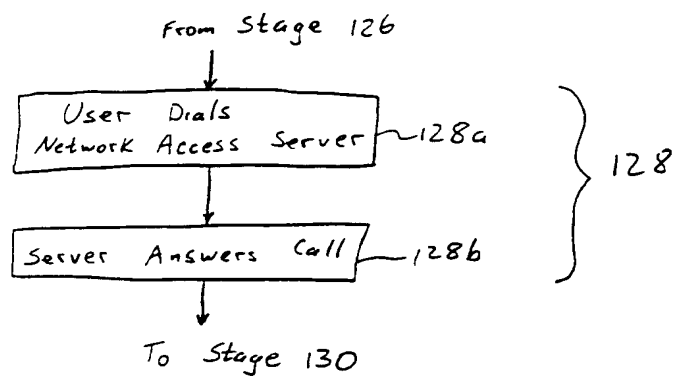 From Stage 126
User Dials
Network Access Server
128a
128
Server Answers Call
128b
To Stage 130